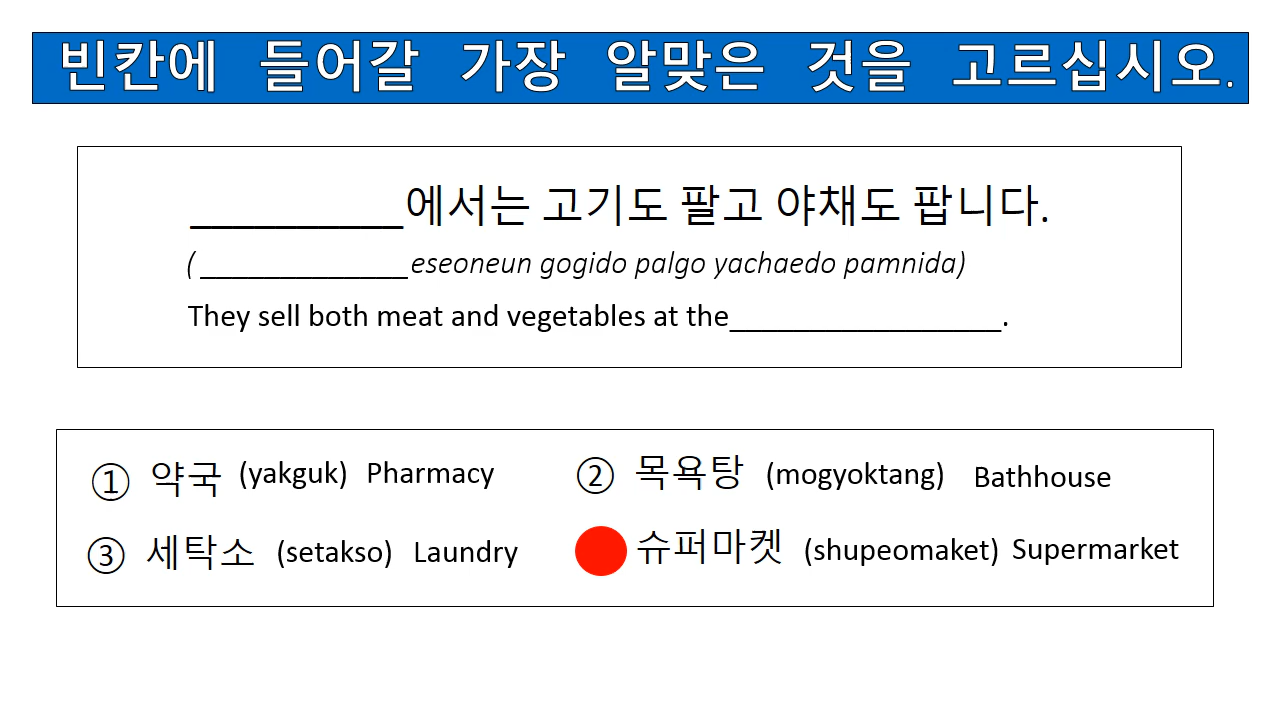 빈칸에 들어갈 가장 알맞은 것을 고르십시오.
__________에서는 고기도 팔고 야채도 팝니다.
( ______________eseoneun gogido palgo yachaedo pamnida)
They sell both meat and vegetables at the__________________.
① 약국 (yakguk) Pharmacy ② 목욕탕 (mogyoktang) Bathhouse
③ 세탁소 (setakso) Laundry 슈퍼마켓 (shupeomaket) Supermarket